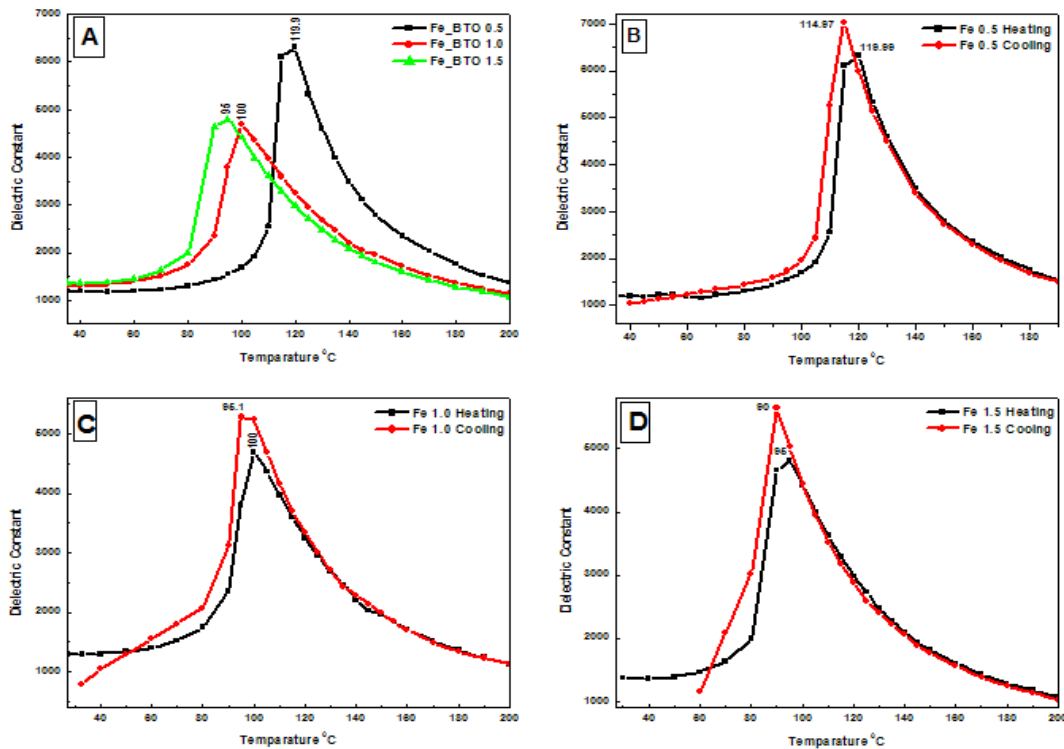 A
Fe_BTO 0.5
Fe_BTO 1.0
Fe_BTO 1.5
119.9
95
100
7000
6000
5000
4000
3000
2000
1000
Dielectric Constant
40 60 80 100 120 140 160 180 200
Temparature ⁰C
B
Fe 0.5 Heating
Fe 0.5 Cooling
114.97
119.99
7000
6000
5000
4000
3000
2000
1000
Dielectric Constant
40 60 80 100 120 140 160 180
Temparature ⁰C
C
Fe 1.0 Heating
Fe 1.0 Cooling
95.1
100
5000
4000
3000
2000
1000
Dielectric Constant
40 60 80 100 120 140 160 180 200
Temparature ⁰C
D
Fe 1.5 Heating
Fe 1.5 Cooling
90
95
5000
4000
3000
2000
1000
Dielectric Constant
40 60 80 100 120 140 160 180 200
Temparature ⁰C